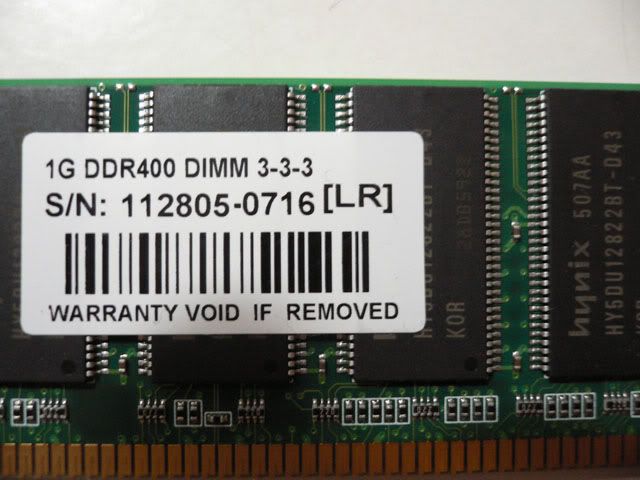 1G DDR400 DIMM 3-3-3
S/N: 112805-0716 [LR]
WARRANTY VOID IF REMOVED
KOR
hynix 507AA
HY5DU12822BT-D43